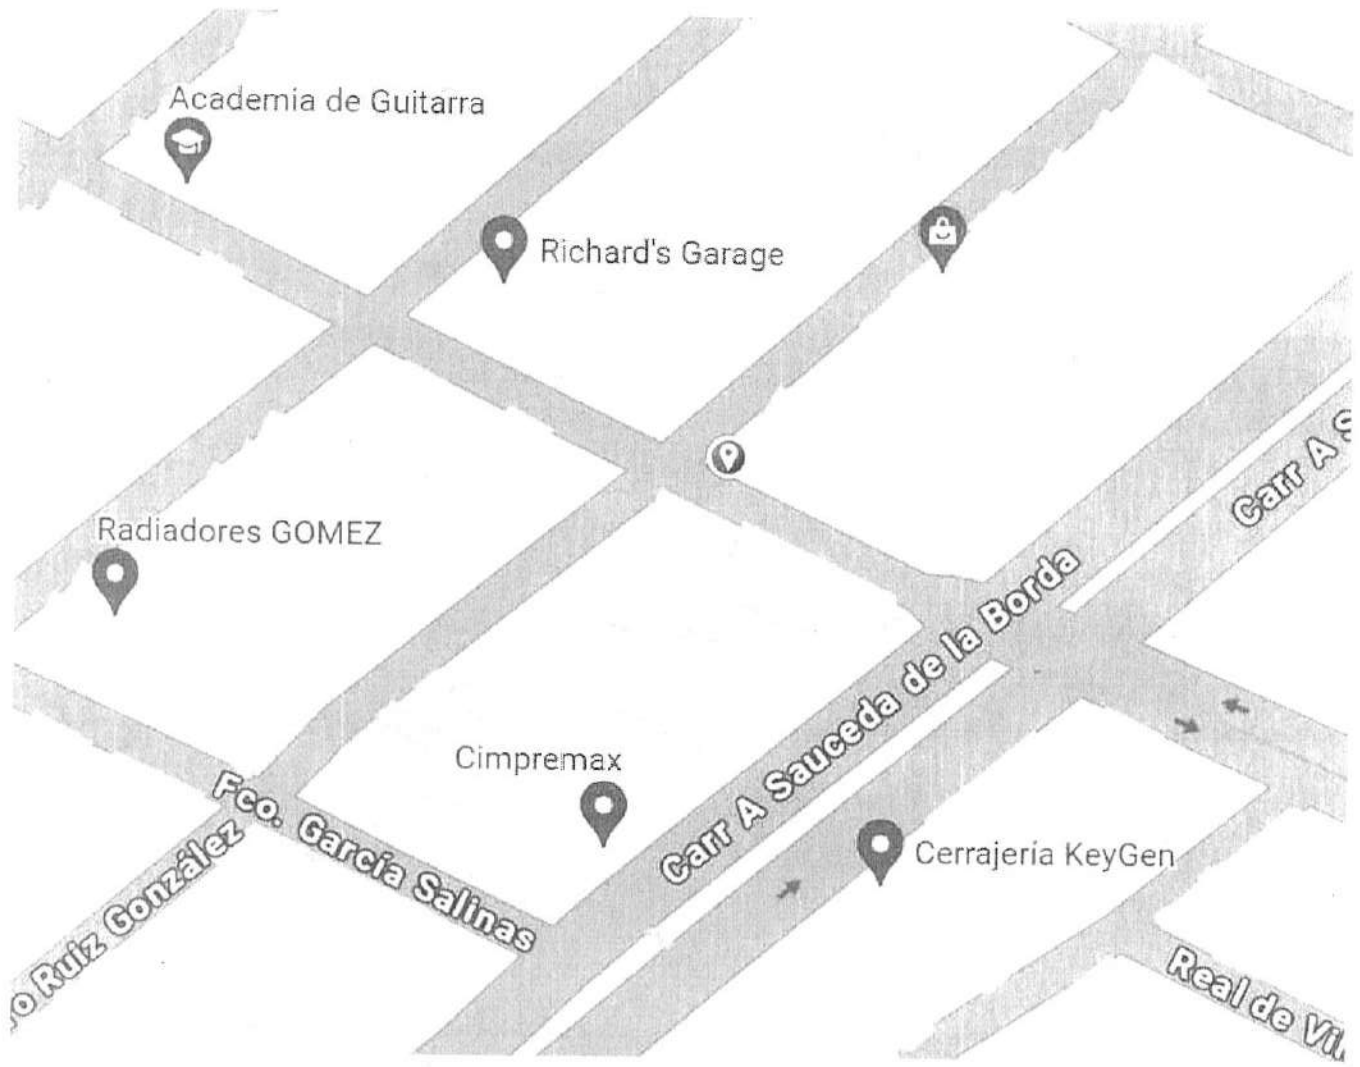 Academia de Guitarra
Richard's Garage
Carr A S
Radiadores GOMEZ
Carr A Sauceda de la Borda
Cimpremax
Fco. García Salinas
Cerrajería KeyGen
o Ruiz González
Real de Vil